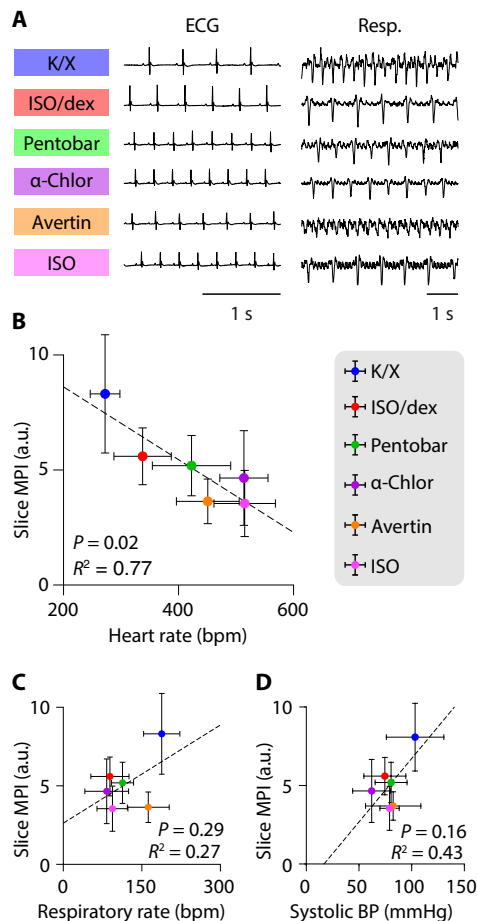 A
ECG
Resp.
K/X
ISO/dex
Pentobar
α-Chlor
Avertin
ISO
1 s
1 s
B
10
5
0
Slice MPI (a.u.)
P = 0.02
R² = 0.77
200
400
600
Heart rate (bpm)
K/X
ISO/dex
Pentobar
α-Chlor
Avertin
ISO
C
10
5
0
Slice MPI (a.u.)
P = 0.29
R² = 0.27
0
100
200
300
Respiratory rate (bpm)
D
10
5
0
Slice MPI (a.u.)
P = 0.16
R² = 0.43
0
50
100
150
Systolic BP (mmHg)